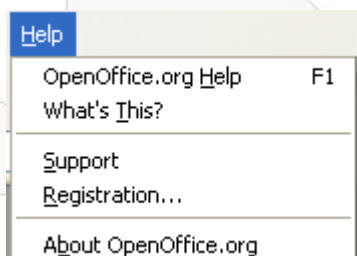 Help
OpenOffice.org Help F1
What's This?
Support
Registration...
About OpenOffice.org